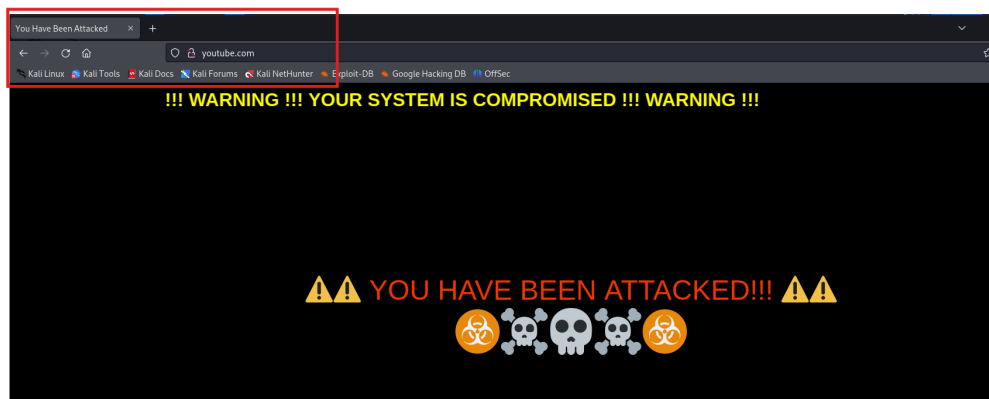 You Have Been Attacked
youtube.com
Kali Linux Kali Tools Kali Docs Kali Forums Kali NetHunter Exploit-DB Google Hacking DB OffSec
!!! WARNING !!! YOUR SYSTEM IS COMPROMISED !!! WARNING !!!
YOU HAVE BEEN ATTACKED!!!